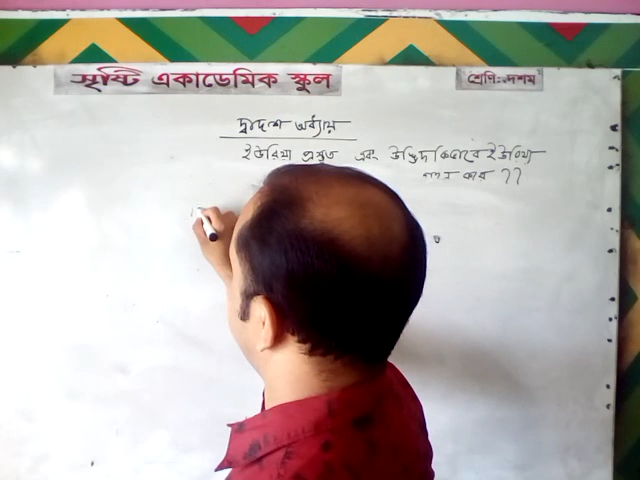 সৃষ্টি একাডেমিক স্কুল
শ্রেণি: দশম
দ্বাদশ অধ্যায়
ইউরিয়া প্রস্তুত এবং উদ্ভিদ কিভাবে ইউরিয়া
গ্রহণ করে ??